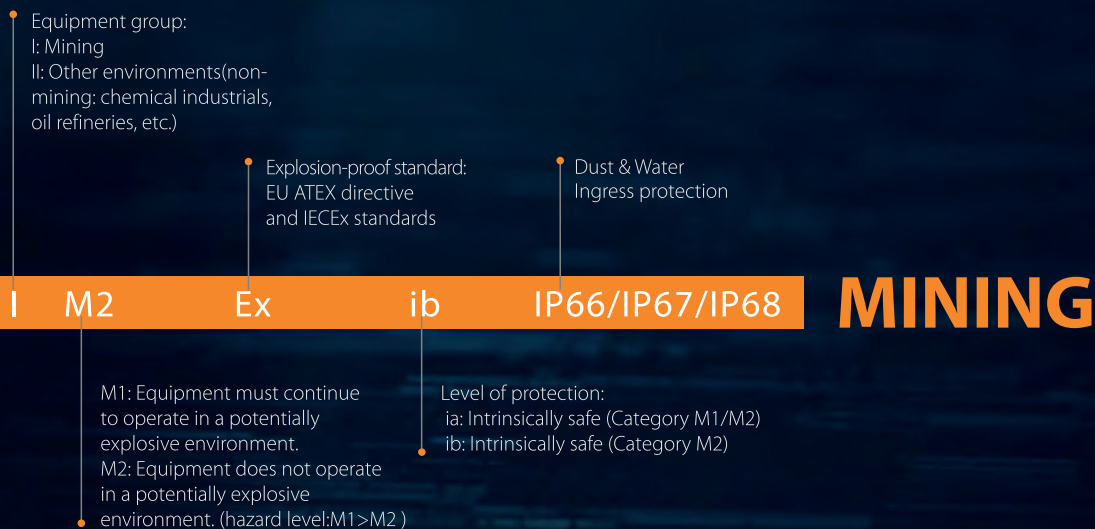 Equipment group:
I: Mining
II: Other environments(non-
mining: chemical industrials,
oil refineries, etc.)
Explosion-proof standard:
EU ATEX directive
and IECEx standards
Dust & Water
Ingress protection
I M2 Ex ib IP66/IP67/IP68 MINING
M1: Equipment must continue
to operate in a potentially
explosive environment.
M2: Equipment does not operate
in a potentially explosive
environment. (hazard level:M1>M2 )
Level of protection:
ia: Intrinsically safe (Category M1/M2)
ib: Intrinsically safe (Category M2)